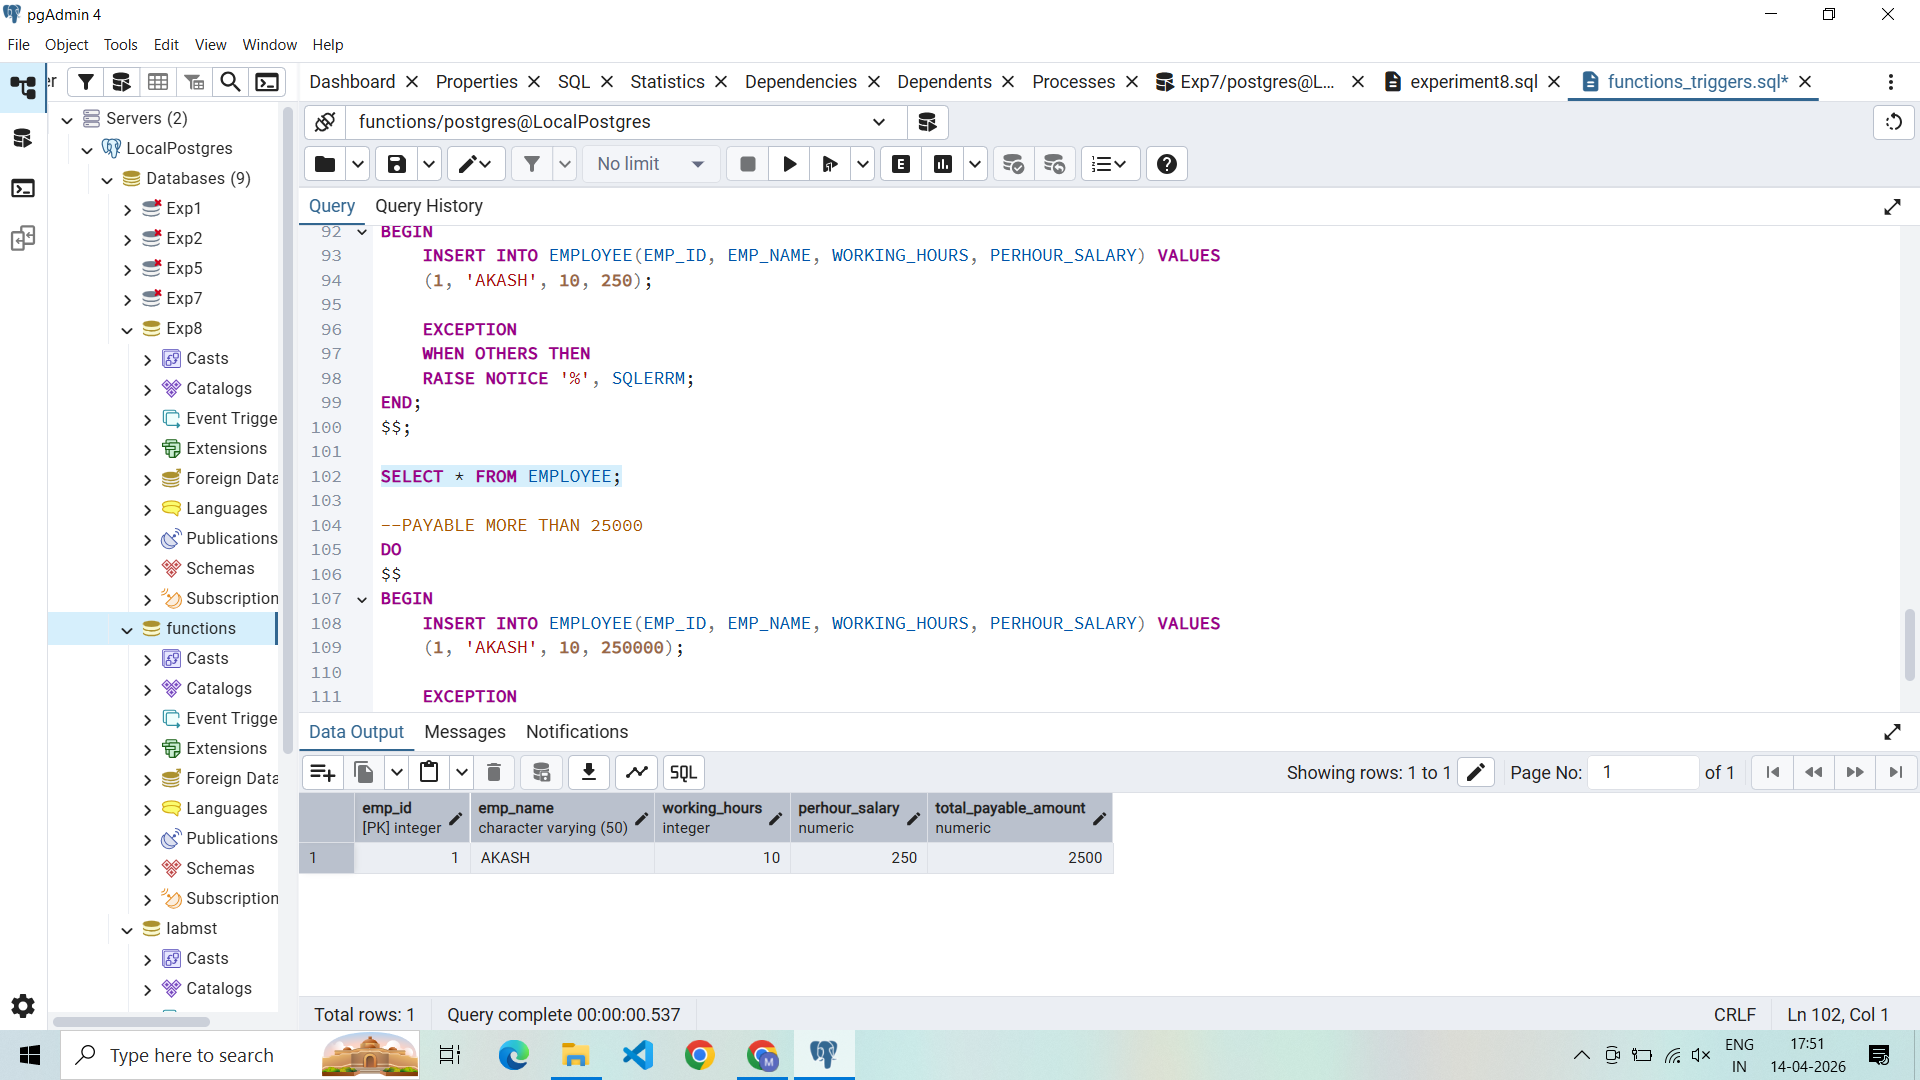 pgAdmin 4
File Object Tools Edit View Window Help
er
Dashboard Properties SQL Statistics Dependencies Dependents Processes Exp7/postgres@L... experiment8.sql functions_triggers.sql*
Servers (2)
LocalPostgres
Databases (9)
Exp1
Exp2
Exp5
Exp7
Exp8
Casts
Catalogs
Event Trigge
Extensions
Foreign Data
Languages
Publications
Schemas
Subscription
functions
Casts
Catalogs
Event Trigge
Extensions
Foreign Data
Languages
Publications
Schemas
Subscription
labmst
Casts
Catalogs
functions/postgres@LocalPostgres
No limit
E
Query Query History
92 BEGIN
93 INSERT INTO EMPLOYEE(EMP_ID, EMP_NAME, WORKING_HOURS, PERHOUR_SALARY) VALUES
94 (1, 'AKASH', 10, 250);
95
96 EXCEPTION
97 WHEN OTHERS THEN
98 RAISE NOTICE '%', SQLERRM;
99 END;
100 $$;
101
102 SELECT * FROM EMPLOYEE;
103
104 --PAYABLE MORE THAN 25000
105 DO
106 $$
107 BEGIN
108 INSERT INTO EMPLOYEE(EMP_ID, EMP_NAME, WORKING_HOURS, PERHOUR_SALARY) VALUES
109 (1, 'AKASH', 10, 250000);
110
111 EXCEPTION
Data Output Messages Notifications
SQL Showing rows: 1 to 1 Page No: 1 of 1
emp_id emp_name working_hours perhour_salary total_payable_amount
[PK] integer character varying (50) integer numeric numeric
1 1 AKASH 10 250 2500
Total rows: 1 Query complete 00:00:00.537 CRLF Ln 102, Col 1
Type here to search
M
ENG
IN
17:51
14-04-2026